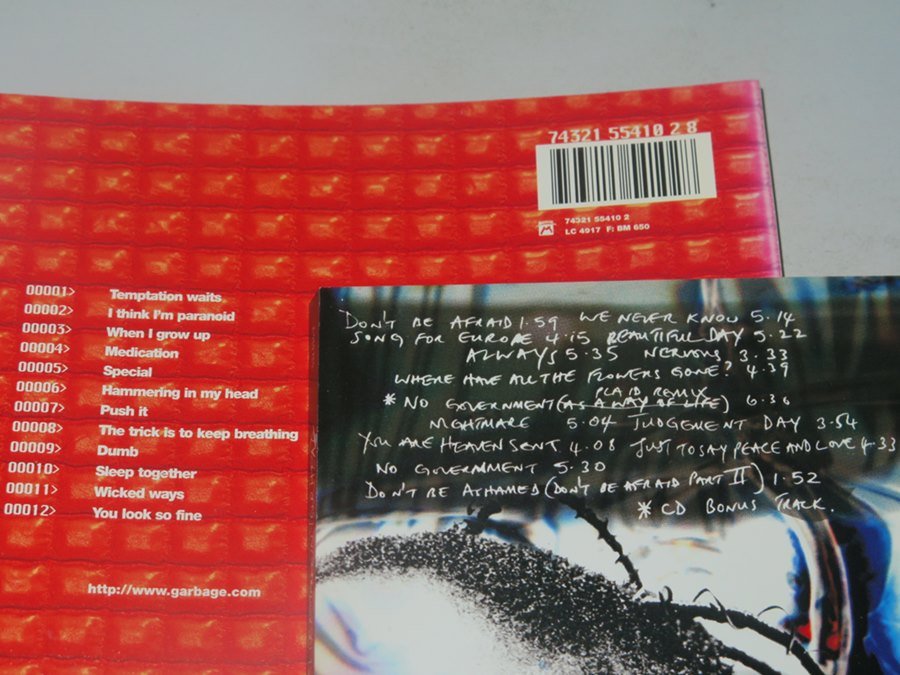 74321 55410 2 8
74321 55410 2
LC 4917 F: BM 650
00001> Temptation waits
00002> I think I'm paranoid
00003> When I grow up
00004> Medication
00005> Special
00006> Hammering in my head
00007> Push it
00008> The trick is to keep breathing
00009> Dumb
00010> Sleep together
00011> Wicked ways
00012> You look so fine
http://www.garbage.com
DON'T BE AFRAID 1.59 WE NEVER KNOW 5.14
SONG FOR EUROPE 4.15 BEAUTIFUL DAY 5.22
ALWAYS 5.35 NERVOUS 3.33
WHERE HAVE ALL THE FLOWERS GONE? 4.39
PLAID REMIX
* NO GOVERNMENT (AS A WAY OF LIFE) 6.36
NIGHTMARE 5.04 JUDGEMENT DAY 3.54
YOU ARE HEAVEN SENT 4.08 JUST TO SAY PEACE AND LOVE 4.33
NO GOVERNMENT 5.30
DON'T BE ASHAMED (DON'T BE AFRAID PART II) 1.52
* CD BONUS TRACK.